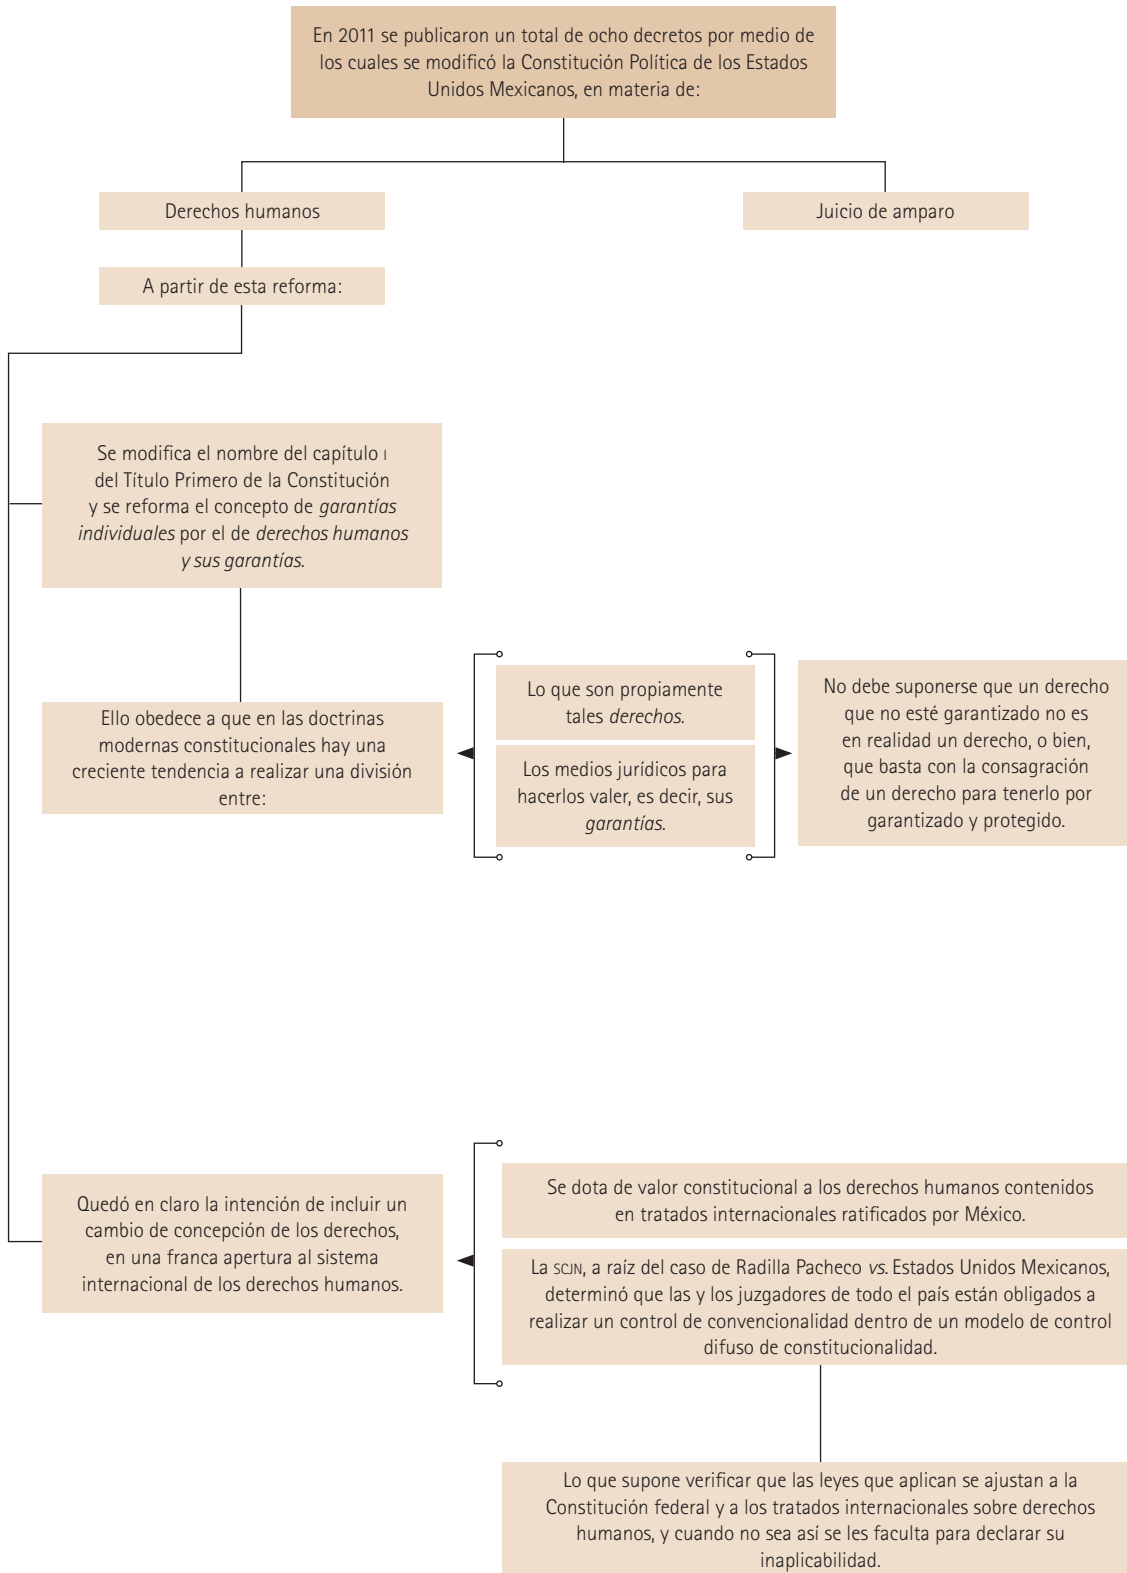 En 2011 se publicaron un total de ocho decretos por medio de
los cuales se modificó la Constitución Política de los Estados
Unidos Mexicanos, en materia de:
Derechos humanos
Juicio de amparo
A partir de esta reforma:
Se modifica el nombre del capítulo I
del Título Primero de la Constitución
y se reforma el concepto de garantías
individuales por el de derechos humanos
y sus garantías.
Ello obedece a que en las doctrinas
modernas constitucionales hay una
creciente tendencia a realizar una división
entre:
Lo que son propiamente
tales derechos.
Los medios jurídicos para
hacerlos valer, es decir, sus
garantías.
No debe suponerse que un derecho
que no esté garantizado no es
en realidad un derecho, o bien,
que basta con la consagración
de un derecho para tenerlo por
garantizado y protegido.
Quedó en claro la intención de incluir un
cambio de concepción de los derechos,
en una franca apertura al sistema
internacional de los derechos humanos.
Se dota de valor constitucional a los derechos humanos contenidos
en tratados internacionales ratificados por México.
La SCJN, a raíz del caso de Radilla Pacheco vs. Estados Unidos Mexicanos,
determinó que las y los juzgadores de todo el país están obligados a
realizar un control de convencionalidad dentro de un modelo de control
difuso de constitucionalidad.
Lo que supone verificar que las leyes que aplican se ajustan a la
Constitución federal y a los tratados internacionales sobre derechos
humanos, y cuando no sea así se les faculta para declarar su
inaplicabilidad.